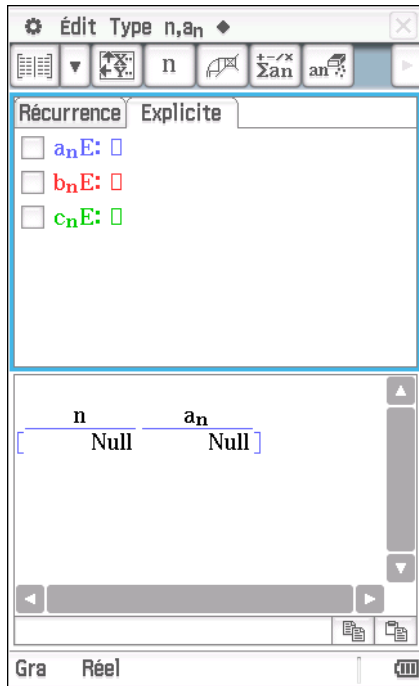 Édit Type n,an
n Σan an
Récurrence Explicite
anE:
bnE:
cnE:
n an
Null Null
Gra Réel